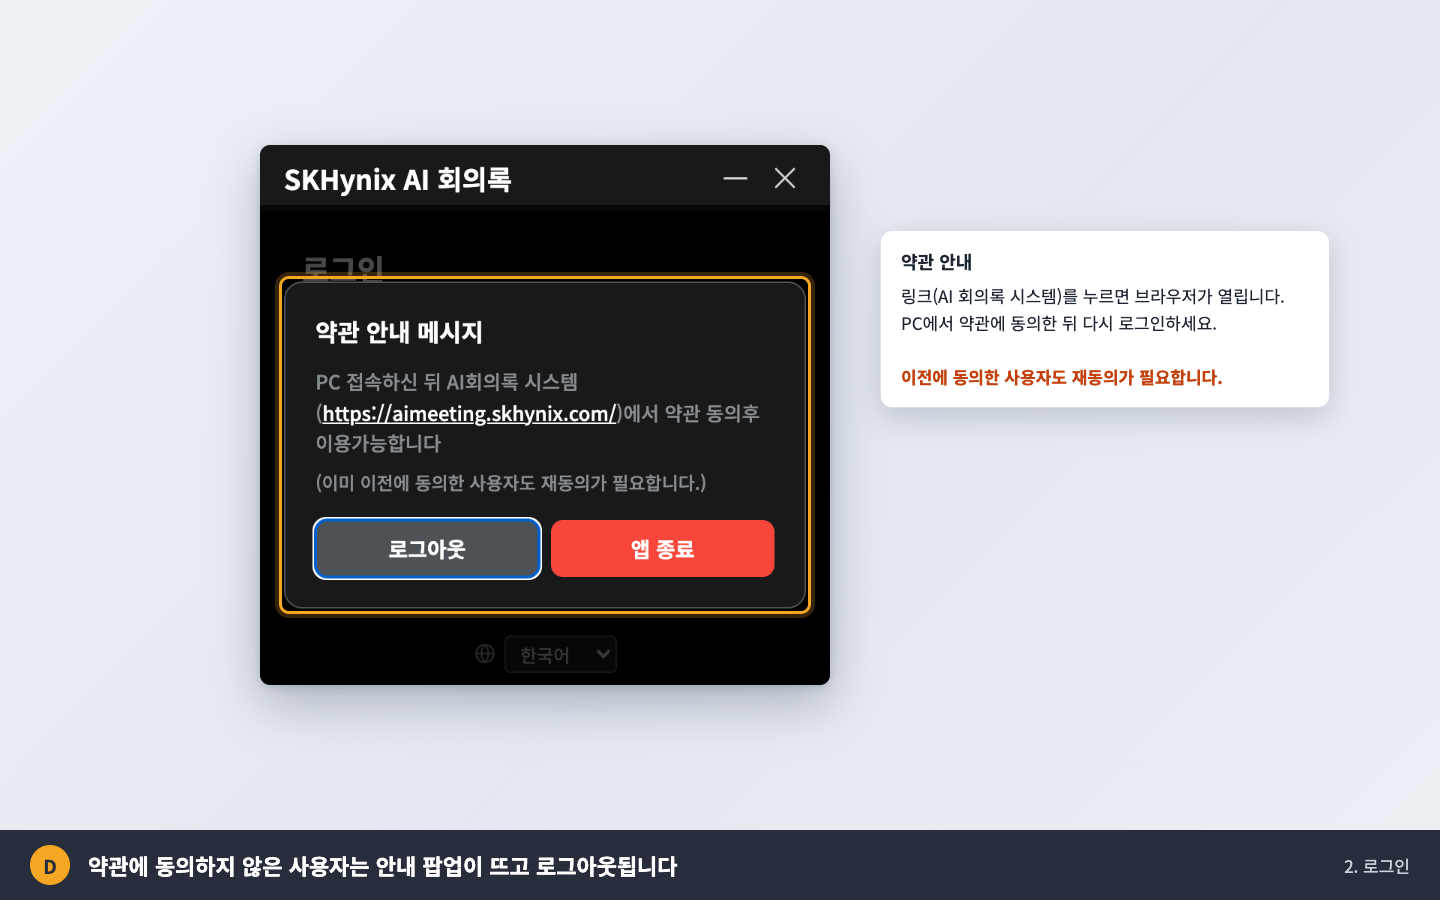 SKHynix AI 회의록
로그인
약관 안내 메시지
PC 접속하신 뒤 AI회의록 시스템
(https://aimeeting.skhynix.com/)에서 약관 동의후
이용가능합니다
(이미 이전에 동의한 사용자도 재동의가 필요합니다.)
로그아웃
앱 종료
한국어
약관 안내
링크(AI 회의록 시스템)를 누르면 브라우저가 열립니다.
PC에서 약관에 동의한 뒤 다시 로그인하세요.
이전에 동의한 사용자도 재동의가 필요합니다.
D 약관에 동의하지 않은 사용자는 안내 팝업이 뜨고 로그아웃됩니다
2. 로그인